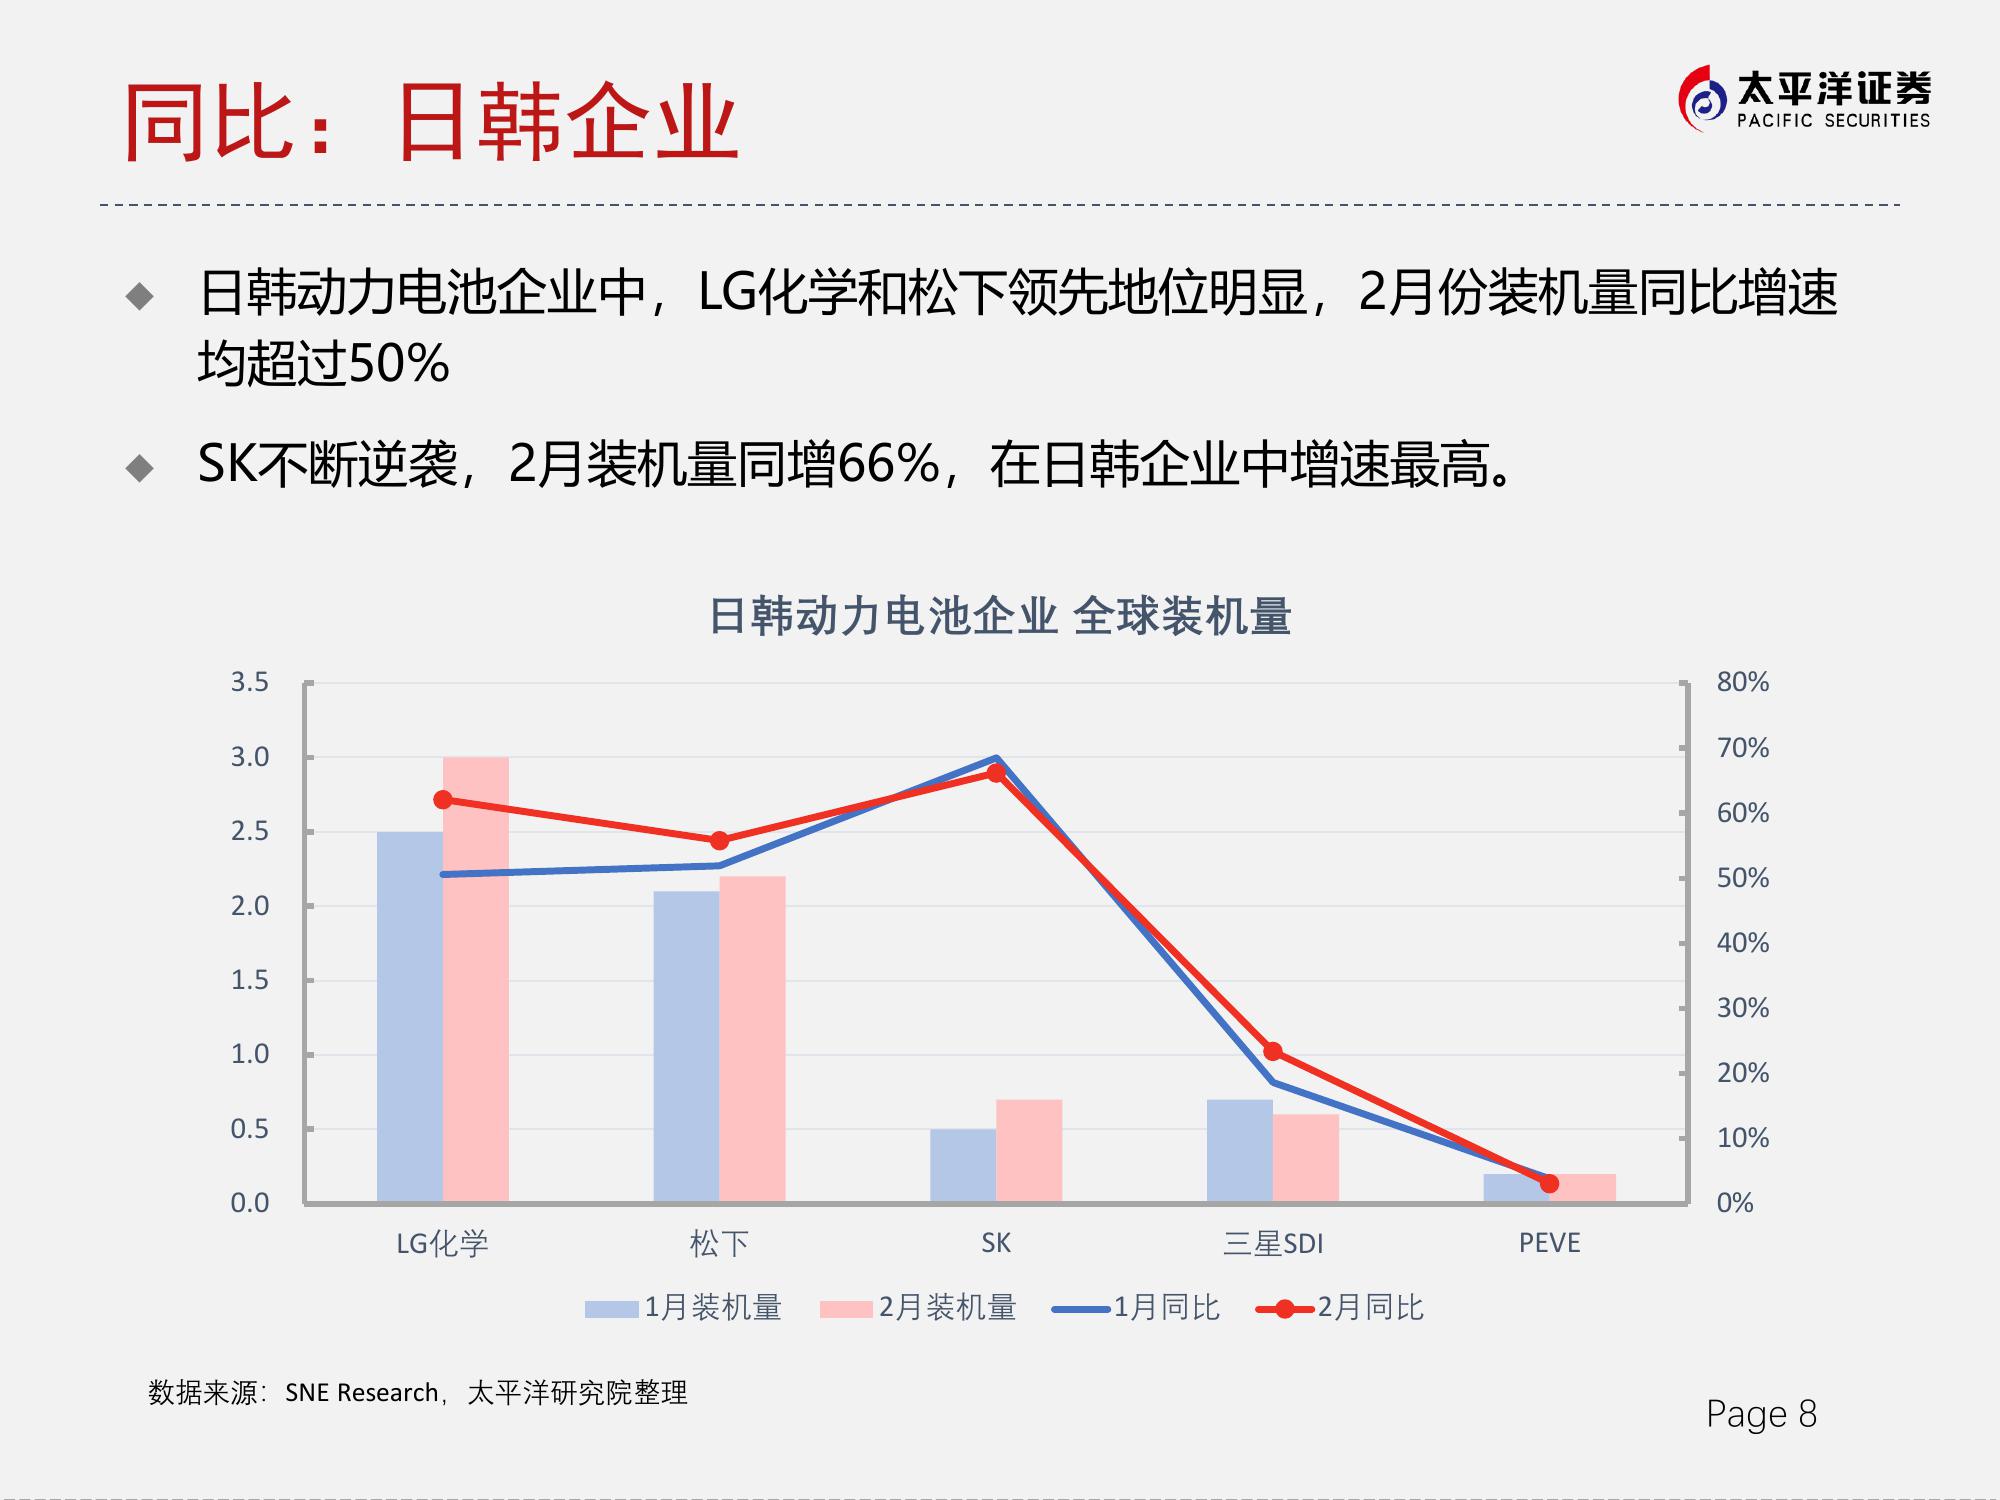 同比：日韩企业
太平洋证券
PACIFIC SECURITIES
日韩动力电池企业中，LG化学和松下领先地位明显，2月份装机量同比增速
均超过50%
SK不断逆袭，2月装机量同增66%，在日韩企业中增速最高。
日韩动力电池企业 全球装机量
3.5
3.0
2.5
2.0
1.5
1.0
0.5
0.0
80%
70%
60%
50%
40%
30%
20%
10%
0%
LG化学 松下 SK 三星SDI PEVE
1月装机量 2月装机量 1月同比 2月同比
数据来源：SNE Research，太平洋研究院整理
Page 8